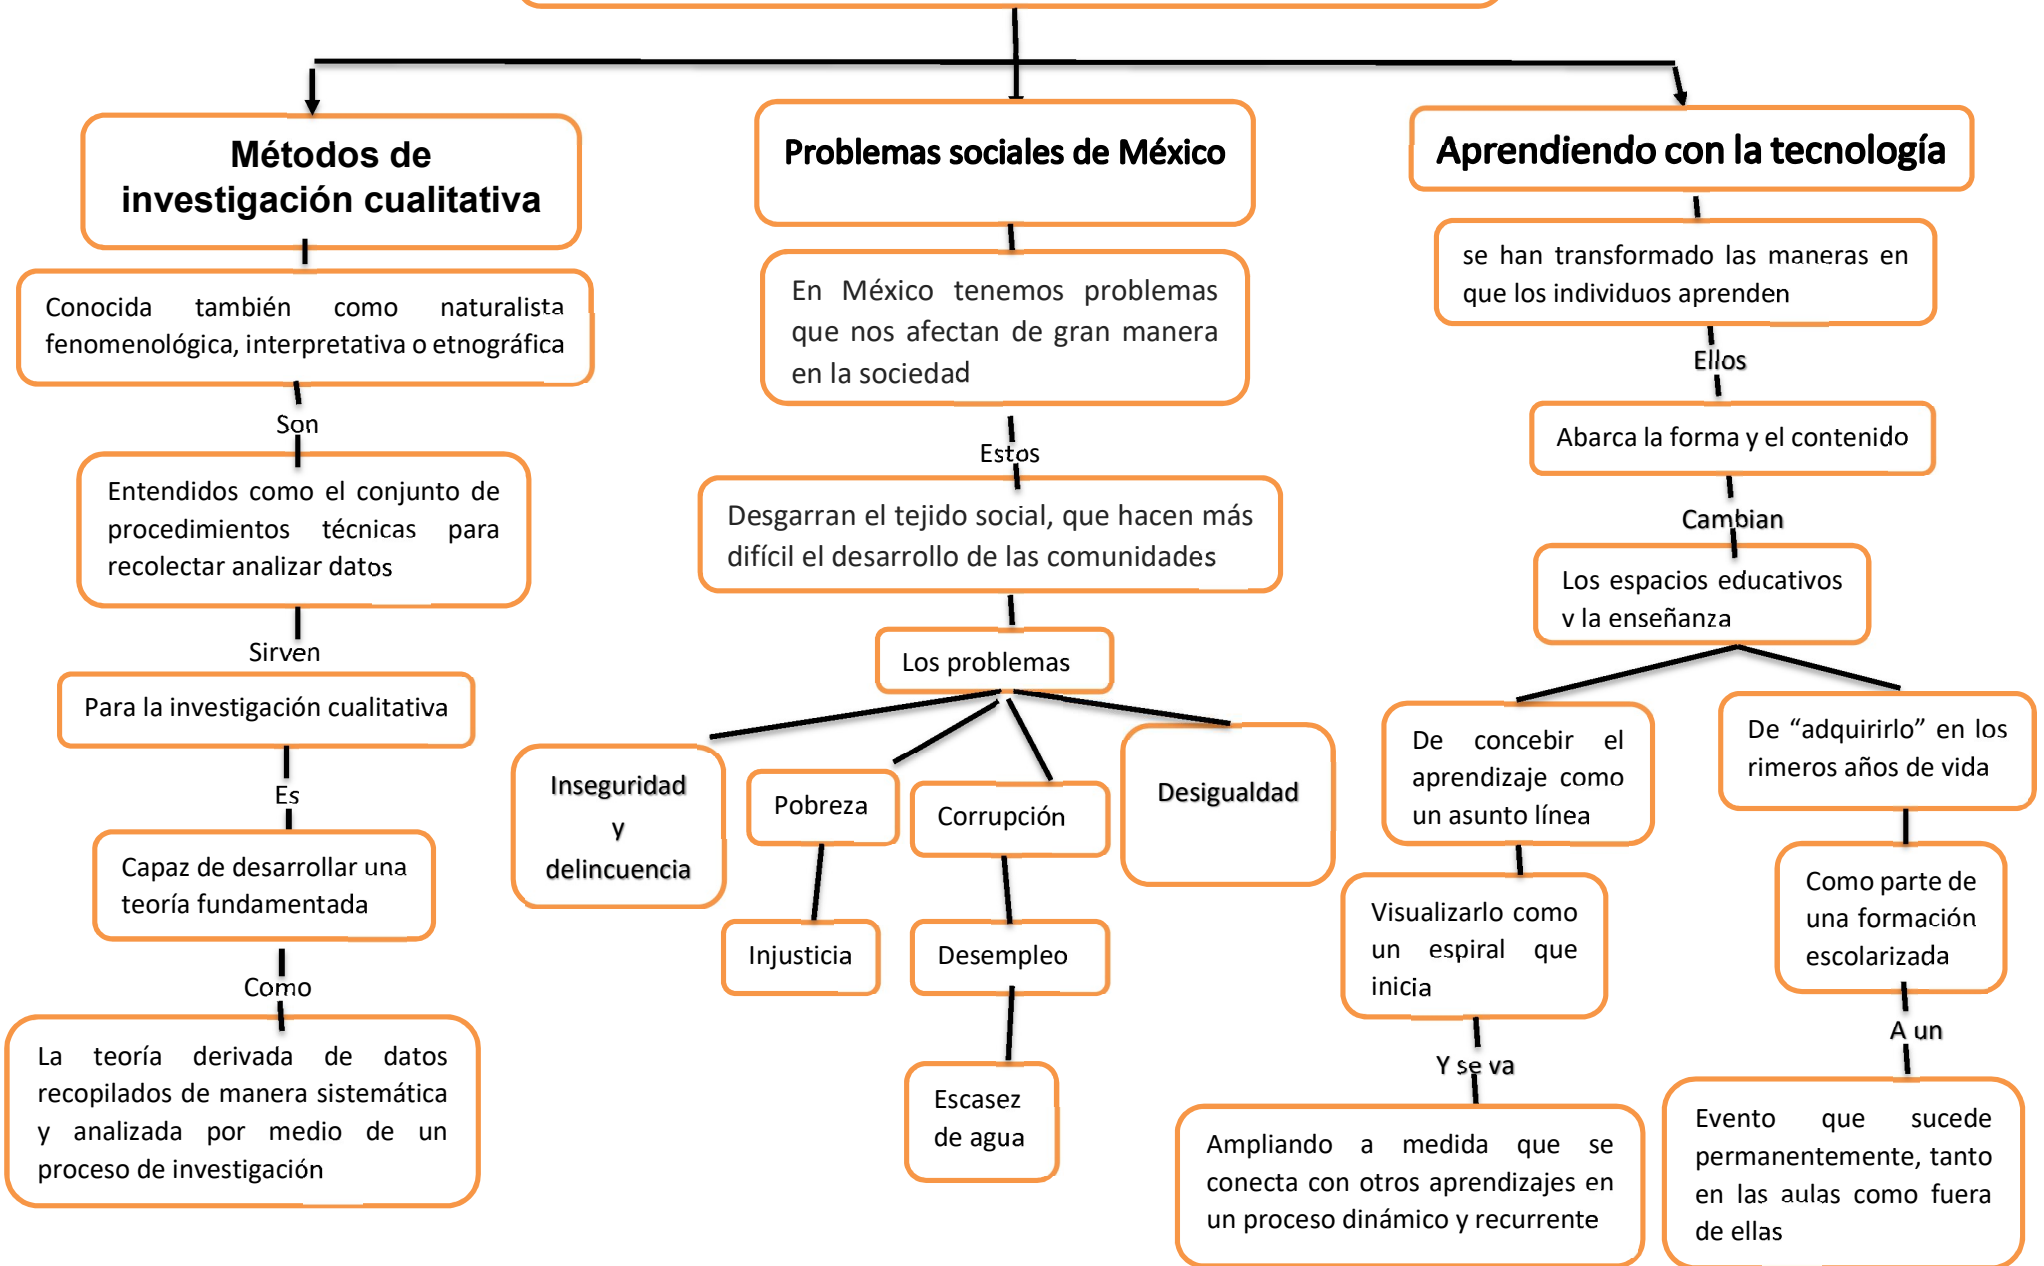 Métodos de
investigación cualitativa
Conocida también como naturalista
fenomenológica, interpretativa o etnográfica
Son
Entendidos como el conjunto de
procedimientos técnicas para
recolectar analizar datos
Sirven
Para la investigación cualitativa
Es
Capaz de desarrollar una
teoría fundamentada
Como
La teoría derivada de datos
recopilados de manera sistemática
y analizada por medio de un
proceso de investigación
Problemas sociales de México
En México tenemos problemas
que nos afectan de gran manera
en la sociedad
Estos
Desgarran el tejido social, que hacen más
difícil el desarrollo de las comunidades
Los problemas
Inseguridad
y
delincuencia
Pobreza
Injusticia
Corrupción
Desempleo
Escasez
de agua
Desigualdad
Aprendiendo con la tecnología
se han transformado las maneras en
que los individuos aprenden
Ellos
Abarca la forma y el contenido
Cambian
Los espacios educativos
y la enseñanza
De concebir el
aprendizaje como
un asunto línea
Visualizarlo como
un espiral que
inicia
Y se va
Ampliando a medida que se
conecta con otros aprendizajes en
un proceso dinámico y recurrente
De “adquirirlo” en los
rimeros años de vida
Como parte de
una formación
escolarizada
A un
Evento que sucede
permanentemente, tanto
en las aulas como fuera
de ellas